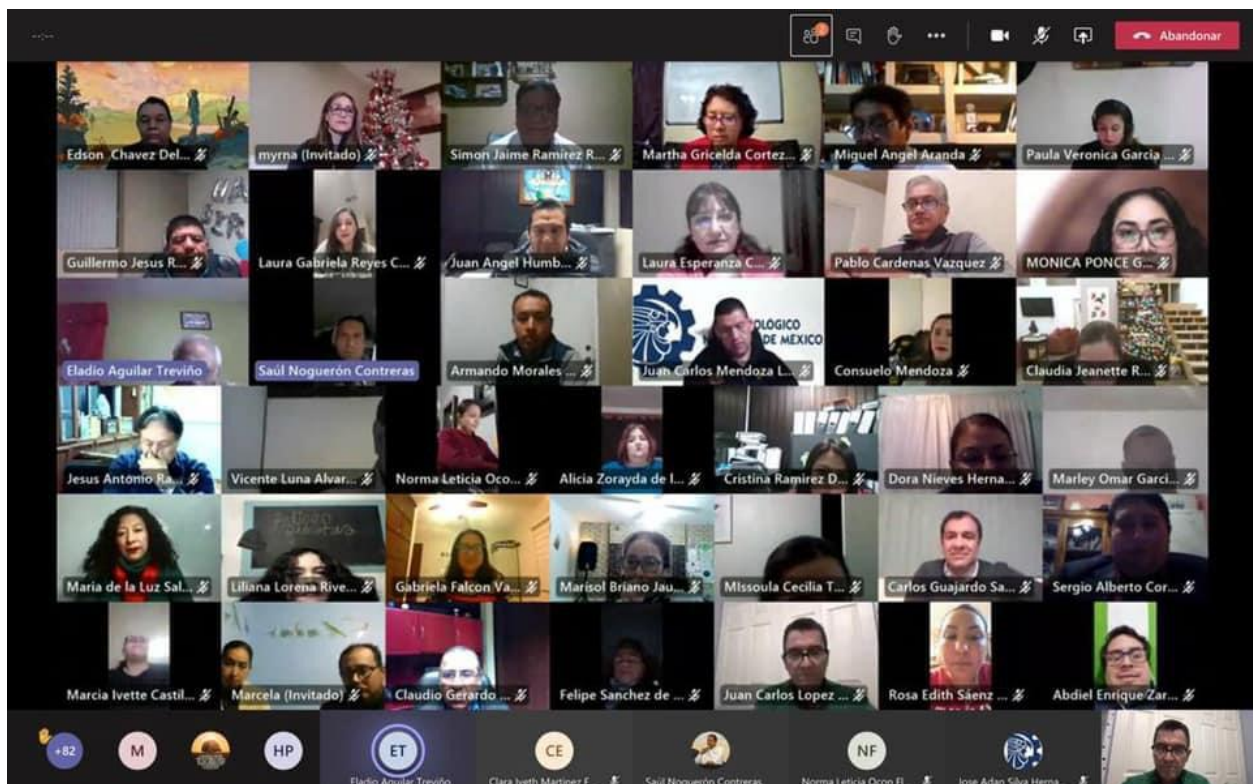 --:--
2
Abandonar
Edson Chavez Del...
myrna (Invitado)
Simon Jaime Ramirez R...
Martha Gricelda Cortez...
Miguel Angel Aranda
Paula Veronica Garcia ...
Guillermo Jesus R...
Laura Gabriela Reyes C...
Juan Angel Humb...
Laura Esperanza C...
Pablo Cardenas Vazquez
MONICA PONCE G...
Eladio Aguilar Treviño
Saúl Noguerón Contreras
Armando Morales ...
OLÓGICO
DE MÉXICO
Juan Carlos Mendoza L...
Consuelo Mendoza
Claudia Jeanette R...
Jesus Antonio Ra...
Vicente Luna Alvar...
Norma Leticia Oco...
Alicia Zorayda de l...
Cristina Ramirez D...
Dora Nieves Herna...
Marley Omar Garci...
Maria de la Luz Sal...
Liliana Lorena Rive...
Gabriela Falcon Va...
Marisol Briano Jau...
MIssoula Cecilia T...
Carlos Guajardo Sa...
Sergio Alberto Cor...
Marcia Ivette Castil...
Marcela (Invitado)
Claudio Gerardo ...
Felipe Sanchez de ...
Juan Carlos Lopez ...
Rosa Edith Sáenz ...
Abdiel Enrique Zar...
+82
M
HP
ET
CE
NF
Eladio Aguilar Treviño
Clara Iveth Martinez E...
Saúl Noguerón Contreras
Norma Leticia Ocon El...
Jose Adan Silva Herna...